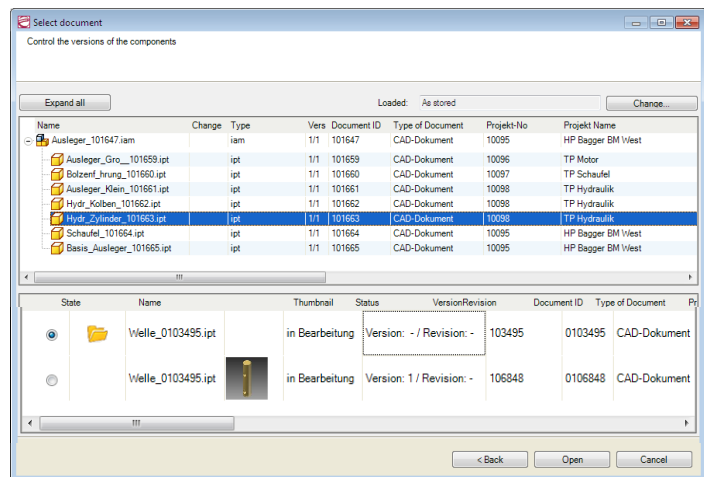 Select document
Control the versions of the components
Expand all Loaded: As stored Change...
Name Change Type Vers Document ID Type of Document Projekt-No Projekt Name
Ausleger_101647.iam iam 1/1 101647 CAD-Dokument 10095 HP Bagger BM West
Ausleger_Gro__101659.ipt ipt 1/1 101659 CAD-Dokument 10096 TP Motor
Bolzenf_hrung_101660.ipt ipt 1/1 101660 CAD-Dokument 10097 TP Schaufel
Ausleger_Klein_101661.ipt ipt 1/1 101661 CAD-Dokument 10098 TP Hydraulik
Hydr_Kolben_101662.ipt ipt 1/1 101662 CAD-Dokument 10098 TP Hydraulik
Hydr_Zylinder_101663.ipt ipt 1/1 101663 CAD-Dokument 10098 TP Hydraulik
Schaufel_101664.ipt ipt 1/1 101664 CAD-Dokument 10095 HP Bagger BM West
Basis_Ausleger_101665.ipt ipt 1/1 101665 CAD-Dokument 10095 HP Bagger BM West
State Name Thumbnail Status VersionRevision Document ID Type of Document Pr
Welle_0103495.ipt in Bearbeitung Version: - / Revision: - 103495 0103495 CAD-Dokument
Welle_0103495.ipt in Bearbeitung Version: 1 / Revision: - 106848 0106848 CAD-Dokument
< Back Open Cancel